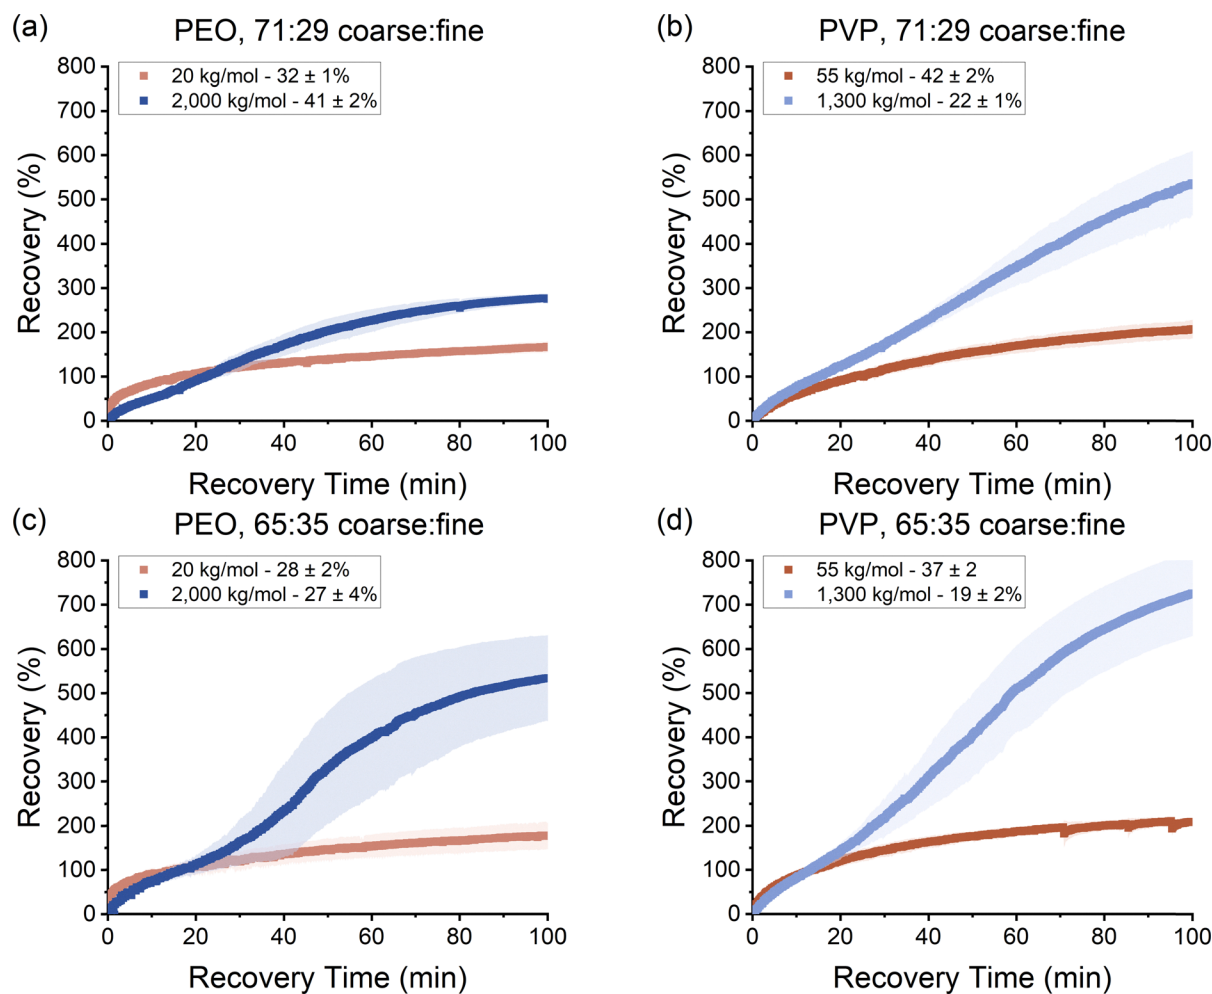 (a)
PEO, 71:29 coarse:fine
20 kg/mol - 32 ± 1%
2,000 kg/mol - 41 ± 2%
Recovery (%)
800
700
600
500
400
300
200
100
0
0 20 40 60 80 100
Recovery Time (min)
(b)
PVP, 71:29 coarse:fine
55 kg/mol - 42 ± 2%
1,300 kg/mol - 22 ± 1%
Recovery (%)
800
700
600
500
400
300
200
100
0
0 20 40 60 80 100
Recovery Time (min)
(c)
PEO, 65:35 coarse:fine
20 kg/mol - 28 ± 2%
2,000 kg/mol - 27 ± 4%
Recovery (%)
800
700
600
500
400
300
200
100
0
0 20 40 60 80 100
Recovery Time (min)
(d)
PVP, 65:35 coarse:fine
55 kg/mol - 37 ± 2
1,300 kg/mol - 19 ± 2%
Recovery (%)
800
700
600
500
400
300
200
100
0
0 20 40 60 80 100
Recovery Time (min)